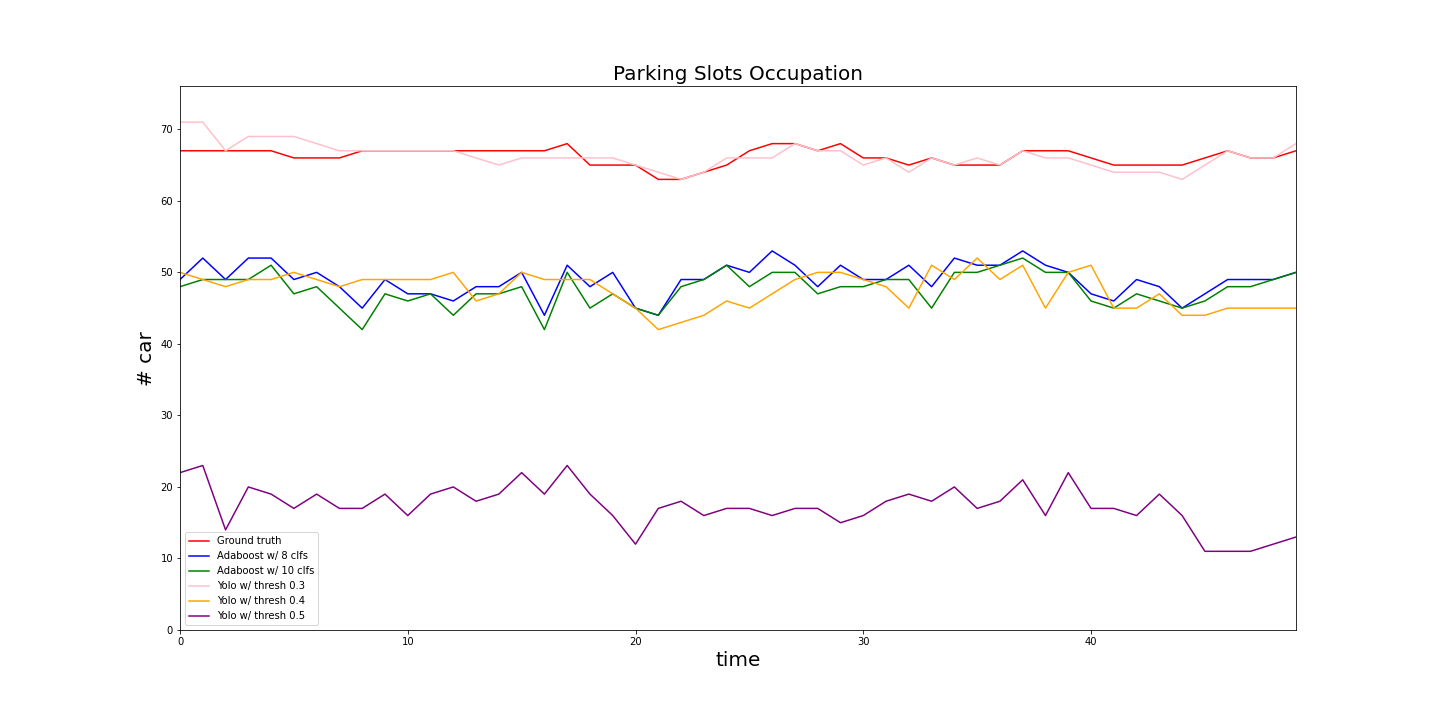 Parking Slots Occupation
# car
70
60
50
40
30
20
10
0
Ground truth
Adaboost w/ 8 clfs
Adaboost w/ 10 clfs
Yolo w/ thresh 0.3
Yolo w/ thresh 0.4
Yolo w/ thresh 0.5
0 10 20 30 40
time